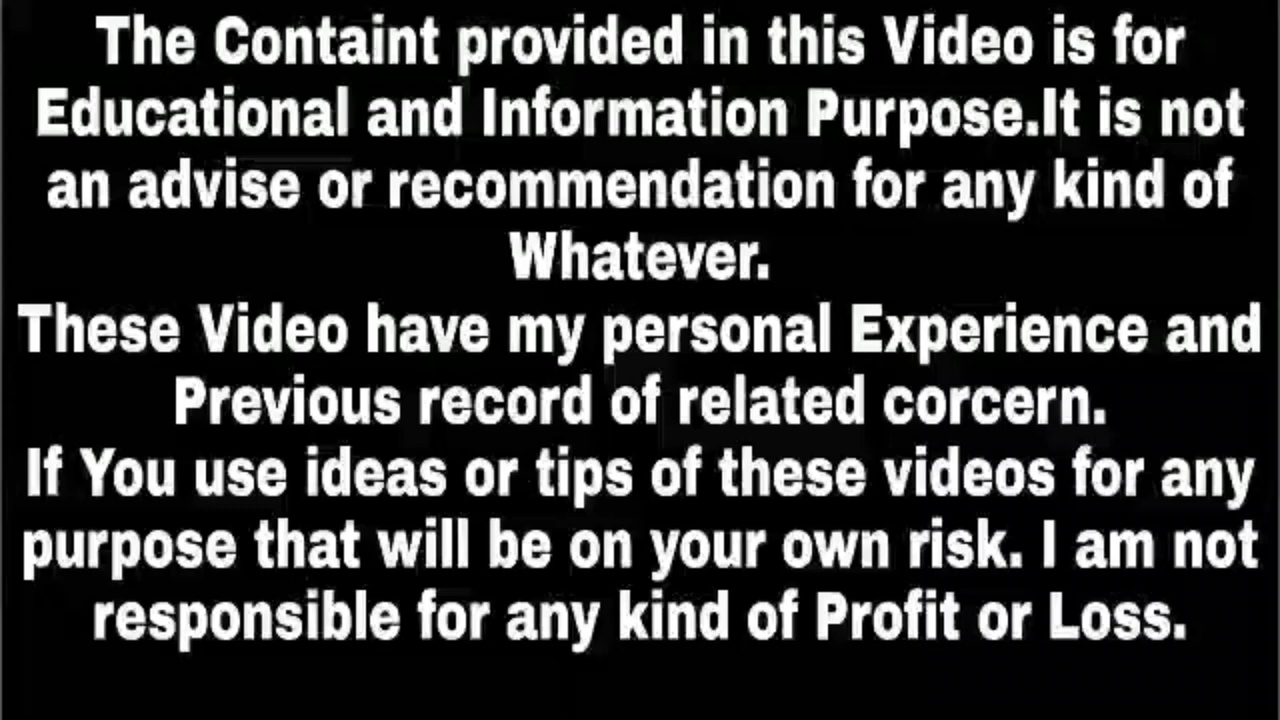 The Containt provided in this Video is for
Educational and Information Purpose.It is not
an advise or recommendation for any kind of
Whatever.
These Video have my personal Experience and
Previous record of related corcern.
If You use ideas or tips of these videos for any
purpose that will be on your own risk. I am not
responsible for any kind of Profit or Loss.